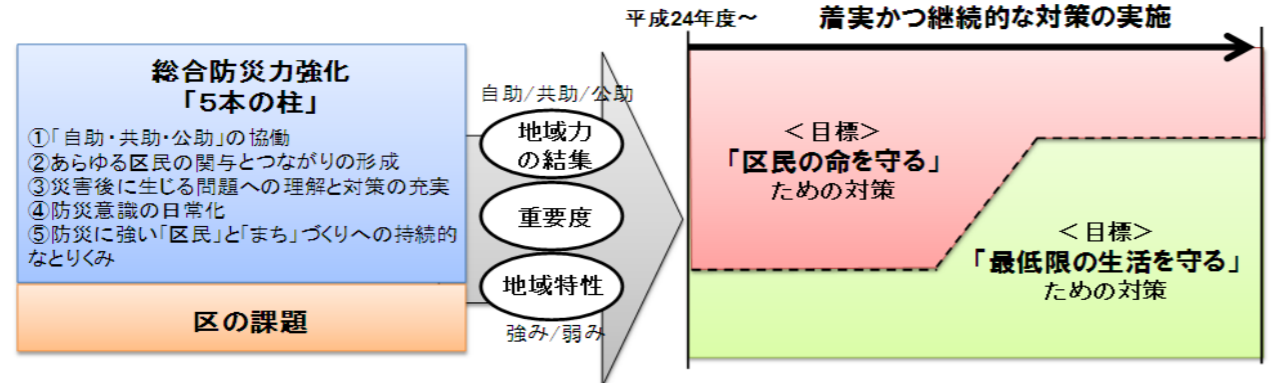 平成24年度～
着実かつ継続的な対策の実施
総合防災力強化
「5本の柱」
①「自助・共助・公助」の協働
②あらゆる区民の関与とつながりの形成
③災害後に生じる問題への理解と対策の充実
④防災意識の日常化
⑤防災に強い「区民」と「まち」づくりへの持続的
なとりくみ
区の課題
自助/共助/公助
地域力
の結集
重要度
地域特性
強み/弱み
＜目標＞
「区民の命を守る」
ための対策
＜目標＞
「最低限の生活を守る」
ための対策